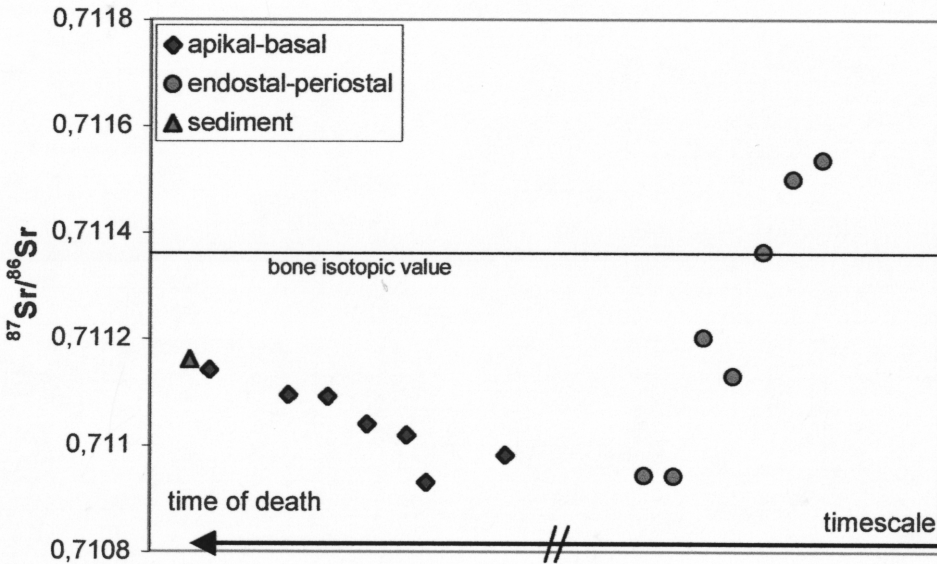 0,7118
apikal-basal
endostal-periostal
sediment
0,7116
0,7114
bone isotopic value
87Sr/86Sr
0,7112
0,711
time of death
timescale
0,7108